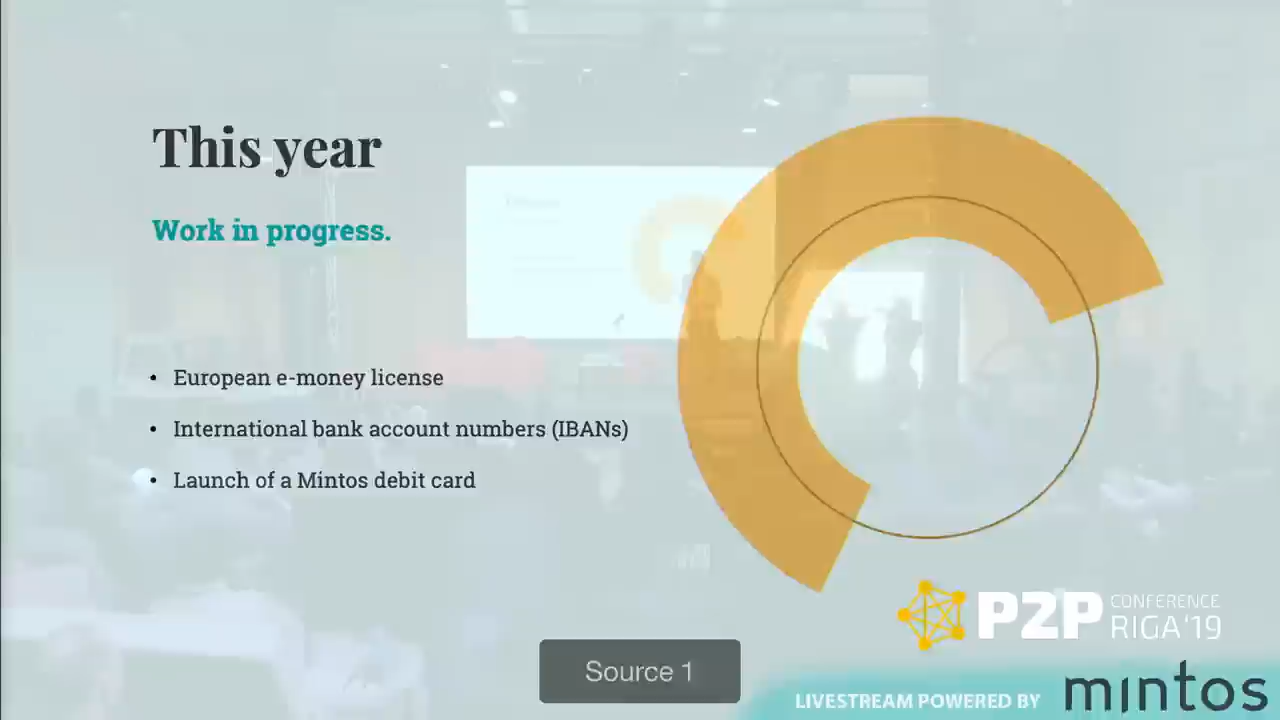 This year
Work in progress.
• European e-money license
• International bank account numbers (IBANs)
• Launch of a Mintos debit card
P2P CONFERENCE
RIGA'19
Source 1
LIVESTREAM POWERED BY mintos